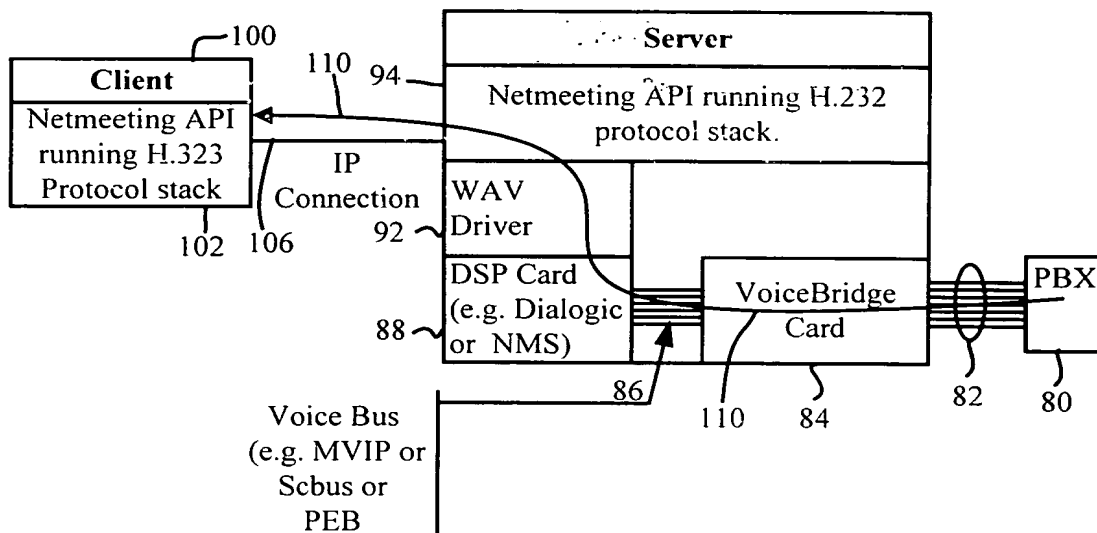 100
Client
Netmeeting API
running H.323
Protocol stack
102
106
110
IP
Connection
94
Server
Netmeeting API running H.232
protocol stack.
WAV
Driver
92
DSP Card
(e.g. Dialogic
or NMS)
88
86
VoiceBridge
Card
110
84
82
PBX
80
Voice Bus
(e.g. MVIP or
Scbus or
PEB